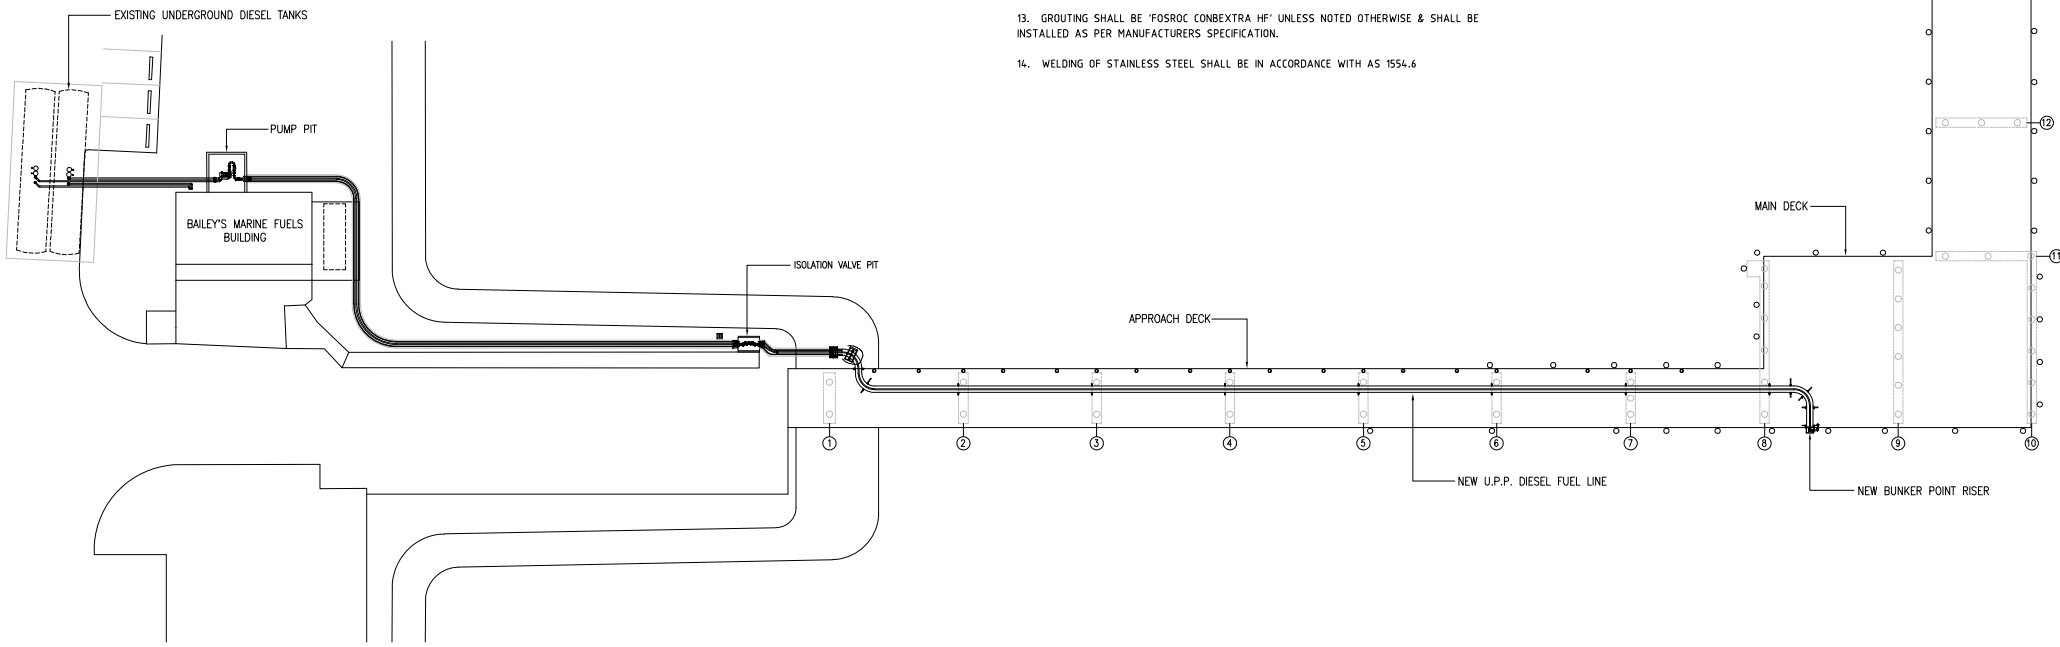 EXISTING UNDERGROUND DIESEL TANKS
13. GROUTING SHALL BE 'FOSROC CONBEXTRA HF' UNLESS NOTED OTHERWISE & SHALL BE
INSTALLED AS PER MANUFACTURERS SPECIFICATION.
14. WELDING OF STAINLESS STEEL SHALL BE IN ACCORDANCE WITH AS 1554.6
PUMP PIT
12
BAILEY'S MARINE FUELS
BUILDING
MAIN DECK
11
ISOLATION VALVE PIT
APPROACH DECK
1
2
3
4
5
6
7
8
9
10
NEW U.P.P. DIESEL FUEL LINE
NEW BUNKER POINT RISER